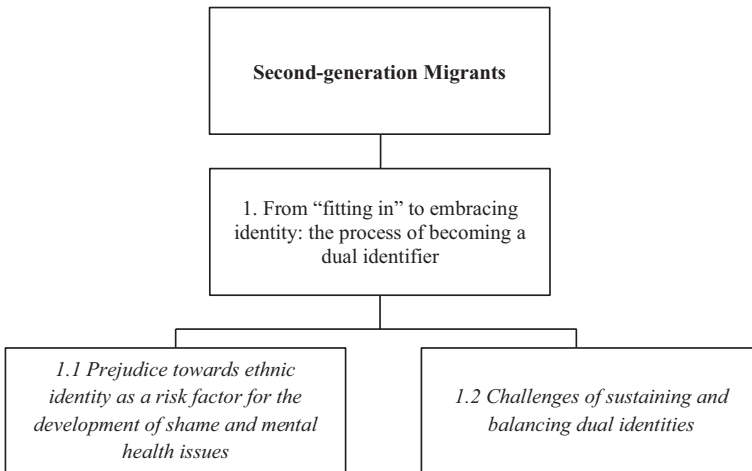 Second-generation Migrants
1. From “fitting in” to embracing
identity: the process of becoming a
dual identifier
1.1 Prejudice towards ethnic
identity as a risk factor for the
development of shame and mental
health issues
1.2 Challenges of sustaining and
balancing dual identities